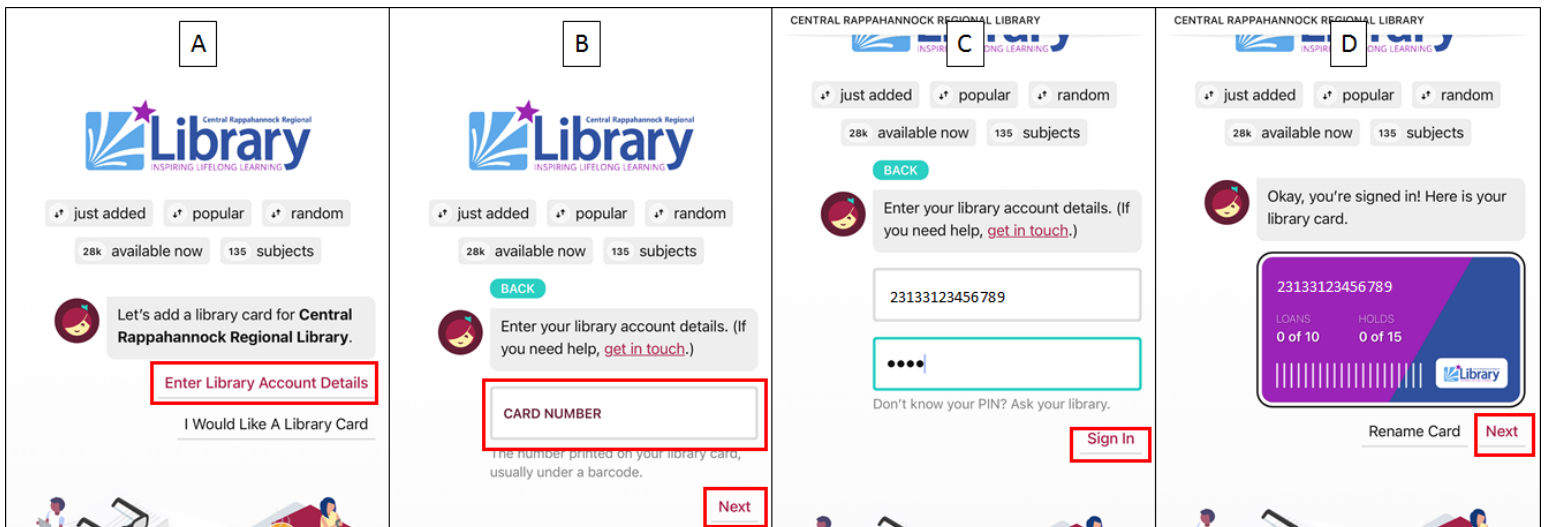 A
Central Rappahannock Regional
Library
INSPIRING LIFELONG LEARNING
just added popular random
28k available now 135 subjects
Let's add a library card for Central
Rappahannock Regional Library.
Enter Library Account Details
I Would Like A Library Card
B
Central Rappahannock Regional
Library
INSPIRING LIFELONG LEARNING
just added popular random
28k available now 135 subjects
BACK
Enter your library account details. (If
you need help, get in touch.)
CARD NUMBER
The number printed on your library card,
usually under a barcode.
Next
CENTRAL RAPPAHANNOCK REGIONAL LIBRARY
C
just added popular random
28k available now 135 subjects
BACK
Enter your library account details. (If
you need help, get in touch.)
23133123456789
••••
Don't know your PIN? Ask your library.
Sign In
CENTRAL RAPPAHANNOCK REGIONAL LIBRARY
D
just added popular random
28k available now 135 subjects
Okay, you're signed in! Here is your
library card.
23133123456789
LOANS HOLDS
0 of 10 0 of 15
Library
Rename Card Next